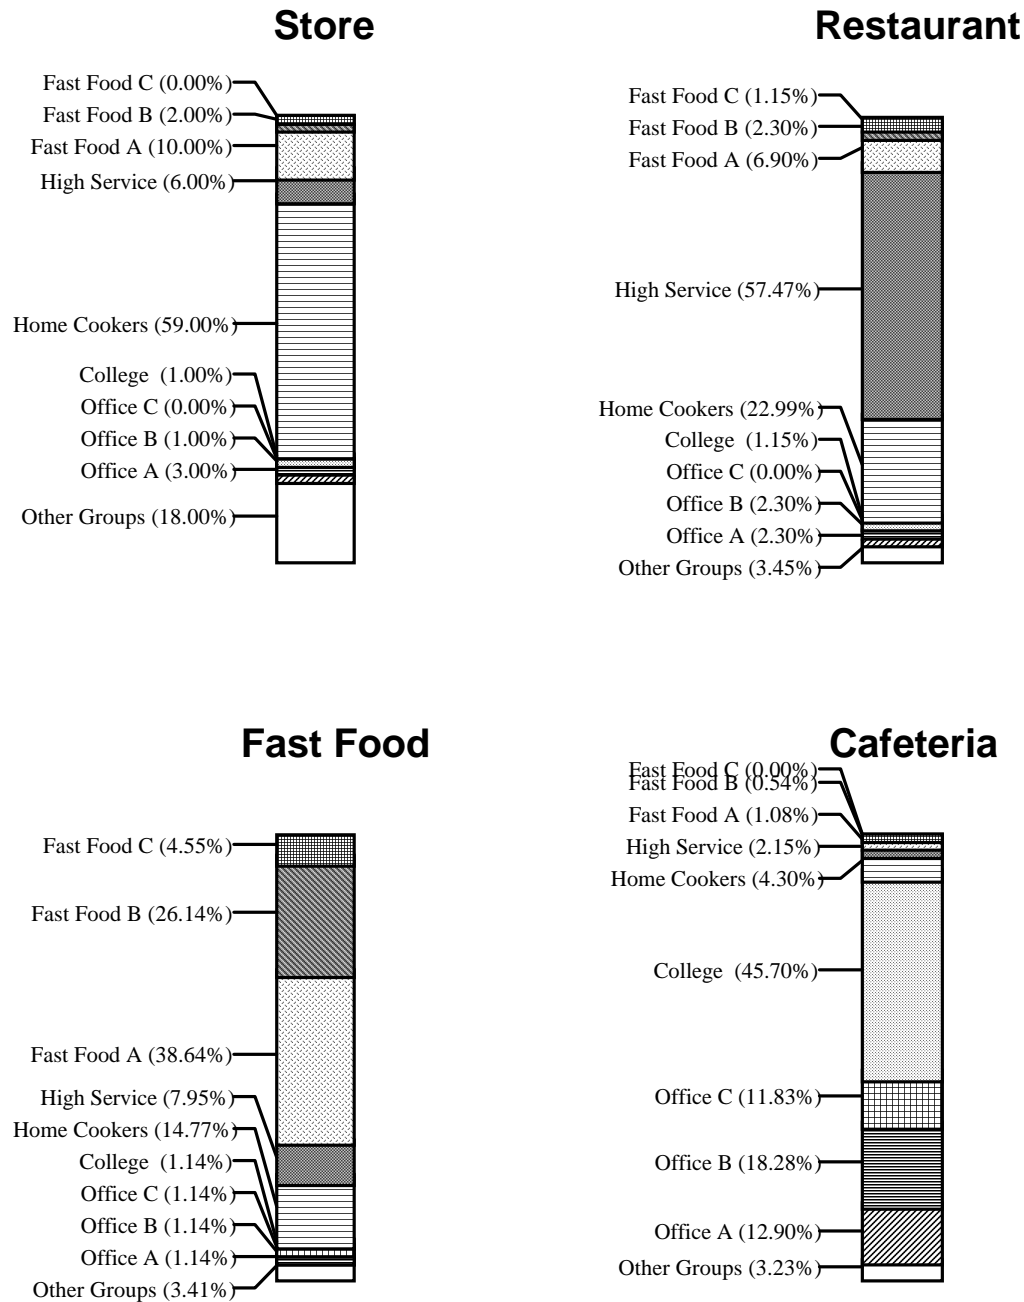 Store
Fast Food C (0.00%)
Fast Food B (2.00%)
Fast Food A (10.00%)
High Service (6.00%)
Home Cookers (59.00%)
College (1.00%)
Office C (0.00%)
Office B (1.00%)
Office A (3.00%)
Other Groups (18.00%)
Restaurant
Fast Food C (1.15%)
Fast Food B (2.30%)
Fast Food A (6.90%)
High Service (57.47%)
Home Cookers (22.99%)
College (1.15%)
Office C (0.00%)
Office B (2.30%)
Office A (2.30%)
Other Groups (3.45%)
Fast Food
Fast Food C (4.55%)
Fast Food B (26.14%)
Fast Food A (38.64%)
High Service (7.95%)
Home Cookers (14.77%)
College (1.14%)
Office C (1.14%)
Office B (1.14%)
Office A (1.14%)
Other Groups (3.41%)
Cafeteria
Fast Food C (0.00%)
Fast Food B (0.54%)
Fast Food A (1.08%)
High Service (2.15%)
Home Cookers (4.30%)
College (45.70%)
Office C (11.83%)
Office B (18.28%)
Office A (12.90%)
Other Groups (3.23%)